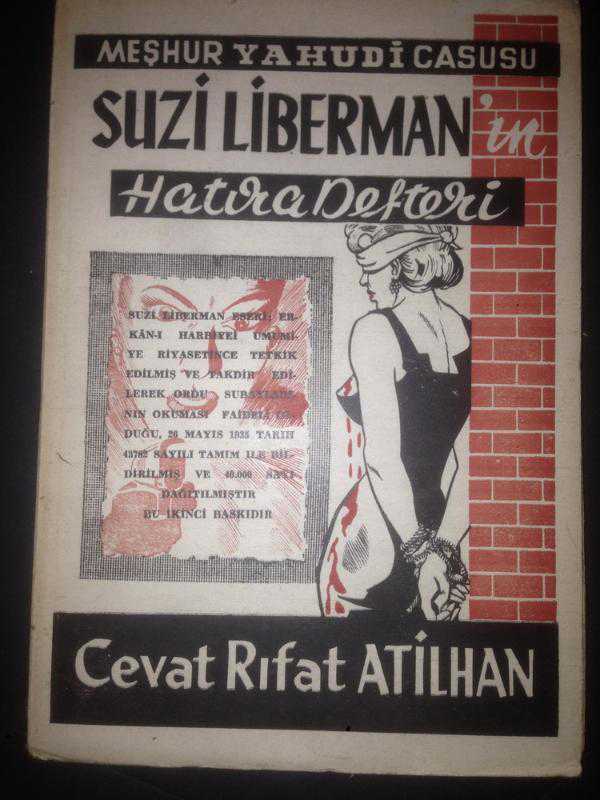 MEŞHUR YAHUDİ CASUSU
SUZİ LİBERMAN'ın
Hatıra Defteri
SUZİ LİBERMAN ESERİ; ER-
KÂN-I HARBİYEİ UMUMİ-
YE RİYASETİNCE TETKİK
EDİLMİŞ VE TAKDİR EDİ-
LEREK ORDU SUBAYLARI-
NIN OKUMASI FAİDELİ OL-
DUĞU, 26 MAYIS 1935 TARİH
43782 SAYILI TAMIM İLE BİL-
DİRİLMİŞ VE 40.000
DAĞITILMIŞTIR
BU İKİNCİ BASKIDIR
Cevat Rıfat ATİLHAN